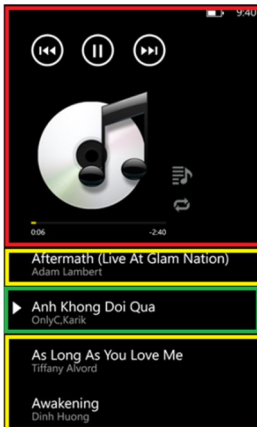 9:40
0:06 -2:40
Aftermath (Live At Glam Nation)
Adam Lambert
Anh Khong Doi Qua
OnlyC,Karik
As Long As You Love Me
Tiffany Alvord
Awakening
Dinh Huong